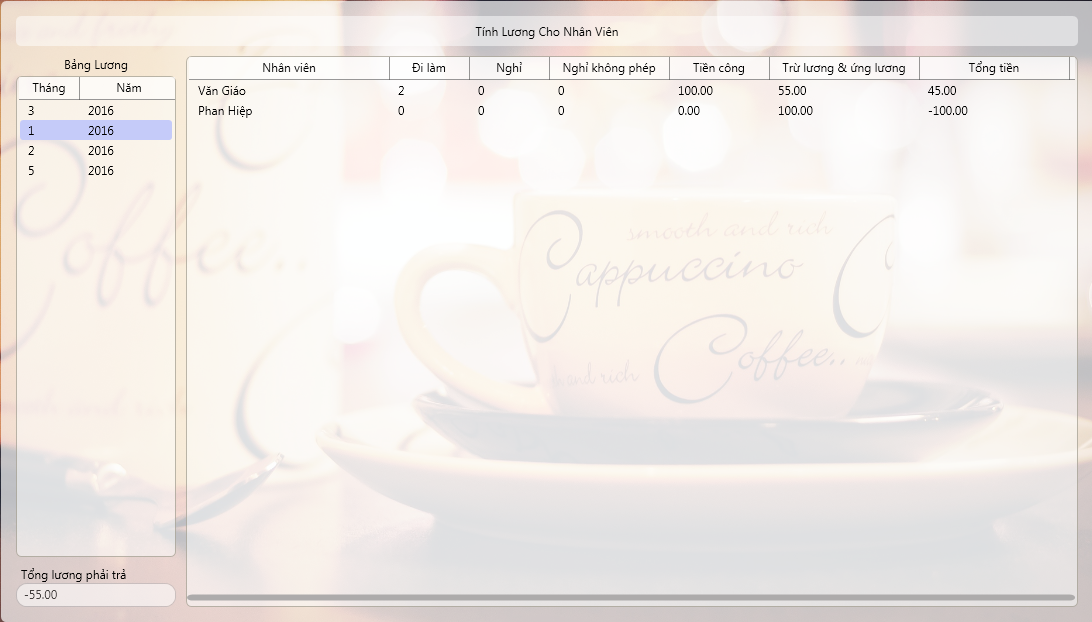 Tính Lương Cho Nhân Viên
Bảng Lương
Tháng Năm
3 2016
1 2016
2 2016
5 2016
Tổng lương phải trả
-55.00
Nhân viên Đi làm Nghỉ Nghỉ không phép Tiền công Trừ lương & ứng lương Tổng tiền
Văn Giáo 2 0 0 100.00 55.00 45.00
Phan Hiệp 0 0 0 0.00 100.00 -100.00
smooth and rich
Cappuccino
Coffee..
and rich
Coffee...